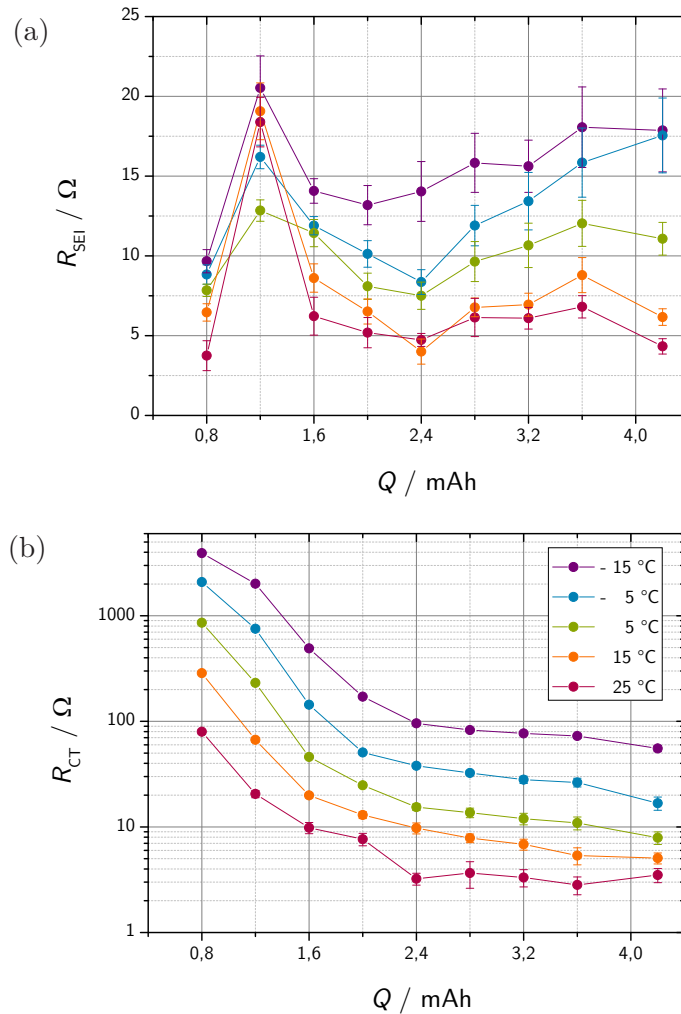 (a)
25
20
15
10
5
0
R_SEI / Ω
0,8 1,6 2,4 3,2 4,0
Q / mAh
(b)
- 15 °C
- 5 °C
5 °C
15 °C
25 °C
1000
100
10
1
R_CT / Ω
0,8 1,6 2,4 3,2 4,0
Q / mAh